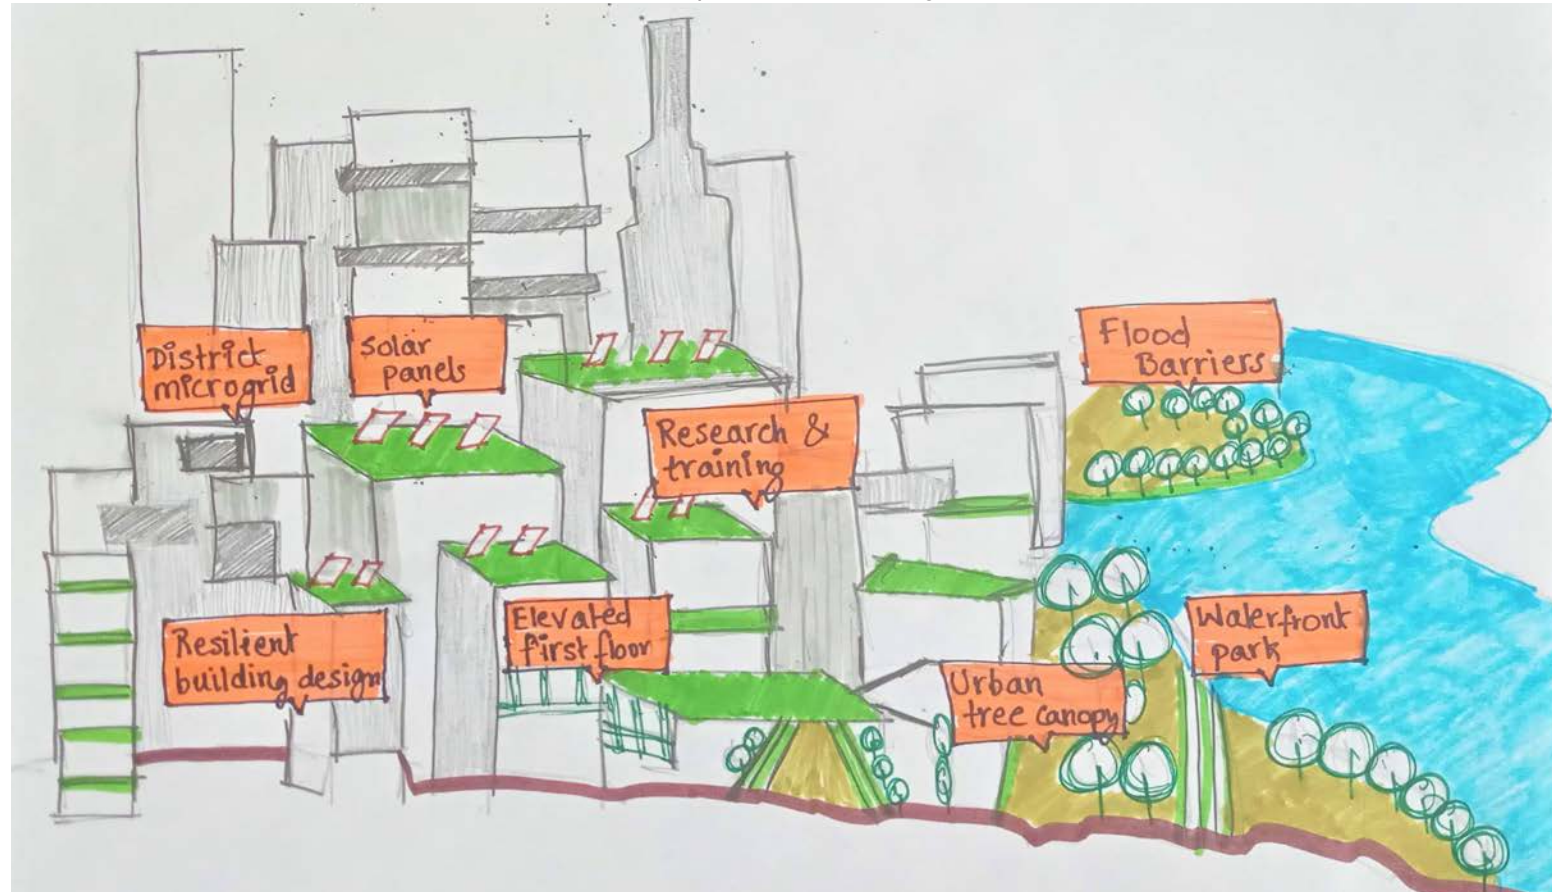 District
microgrid
Solar
panels
Flood
Barriers
Research &
training
Resilient
building design
Elevated
first floor
Urban
tree canopy
Waterfront
park